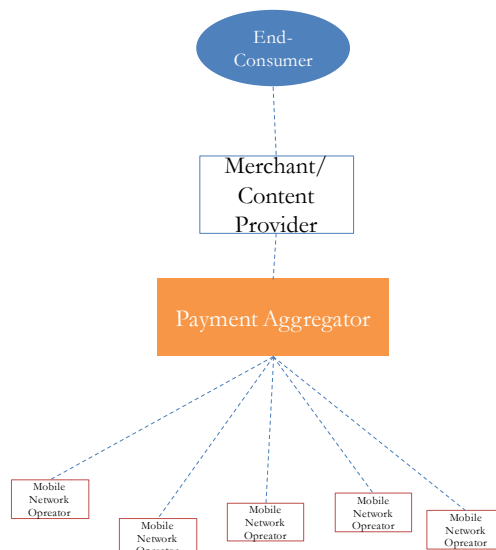 End-
Consumer
Merchant/
Content
Provider
Payment Aggregator
Mobile
Network
Opreator
Mobile
Network
Opreator
Mobile
Network
Opreator
Mobile
Network
Opreator
Mobile
Network
Opreator